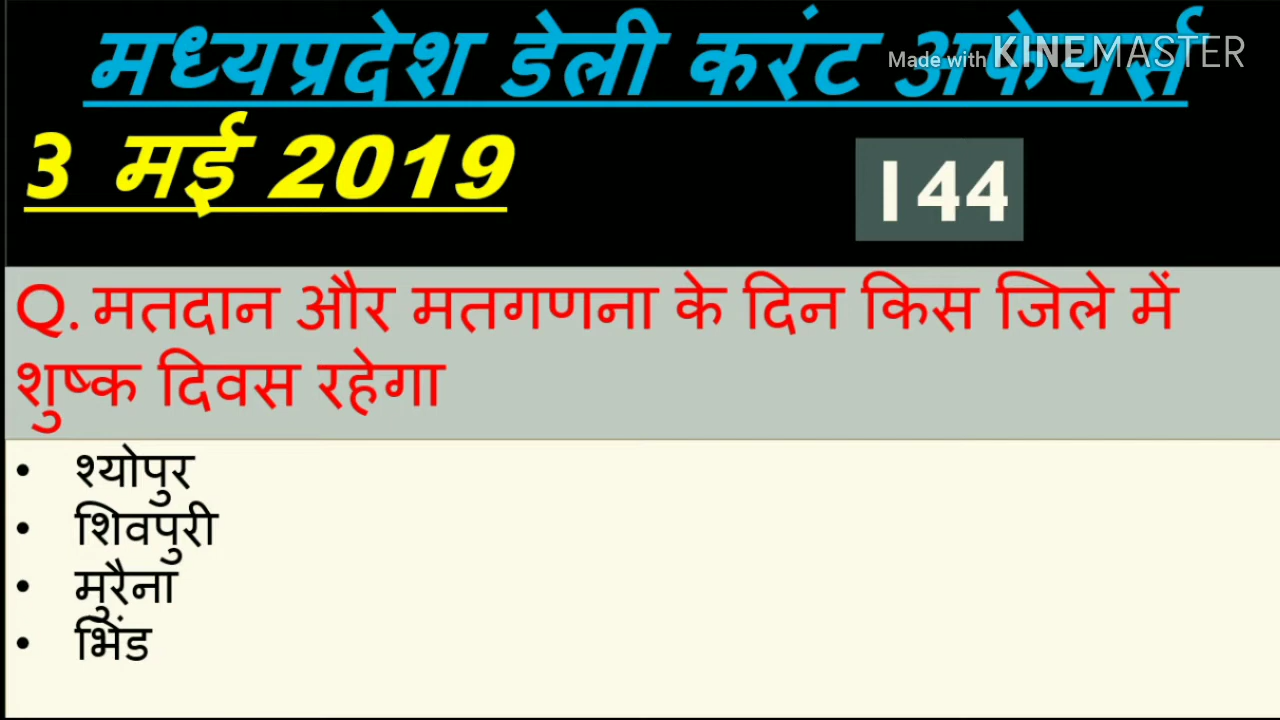 मध्यप्रदेश डेली करंट अफेयर्स
Made with KINEMASTER
3 मई 2019
144
Q. मतदान और मतगणना के दिन किस जिले में
शुष्क दिवस रहेगा
• श्योपुर
• शिवपुरी
• मुरैना
• भिंड